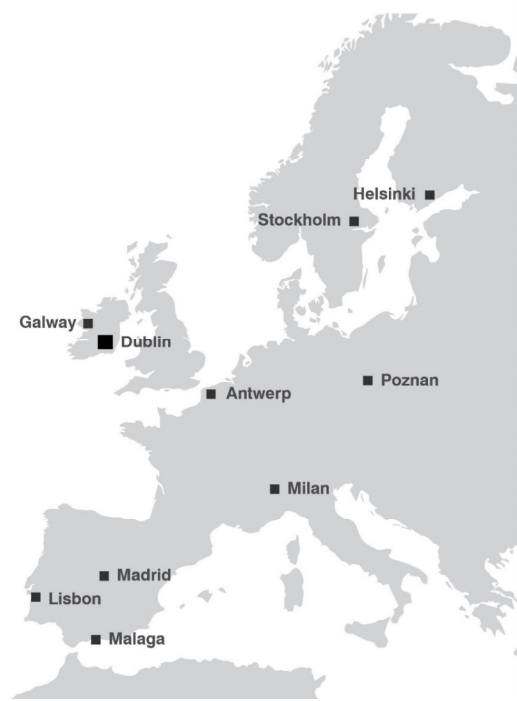 Helsinki
Stockholm
Galway
Dublin
Antwerp
Poznan
Milan
Madrid
Lisbon
Malaga